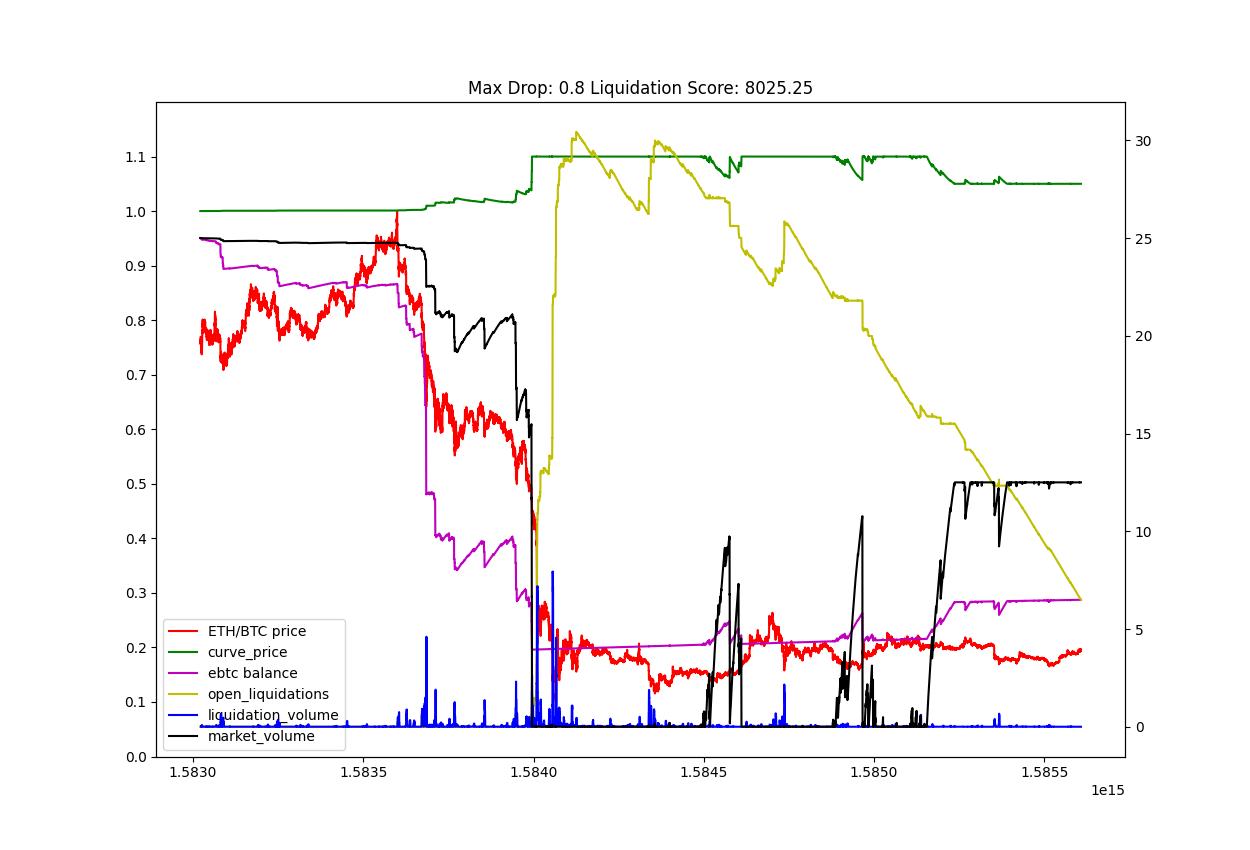 Max Drop: 0.8 Liquidation Score: 8025.25
1.1
1.0
0.9
0.8
0.7
0.6
0.5
0.4
0.3
0.2
0.1
0.0
30
25
20
15
10
5
0
ETH/BTC price
curve_price
ebtc balance
open_liquidations
liquidation_volume
market_volume
1.5830 1.5835 1.5840 1.5845 1.5850 1.5855
1e15